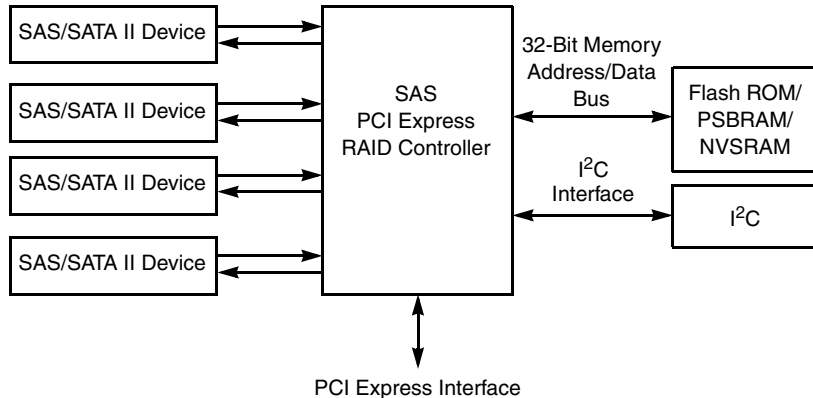 SAS/SATA II Device
SAS/SATA II Device
SAS/SATA II Device
SAS/SATA II Device
SAS
PCI Express
RAID Controller
32-Bit Memory
Address/Data
Bus
I²C
Interface
Flash ROM/
PSBRAM/
NVSRAM
I²C
PCI Express Interface